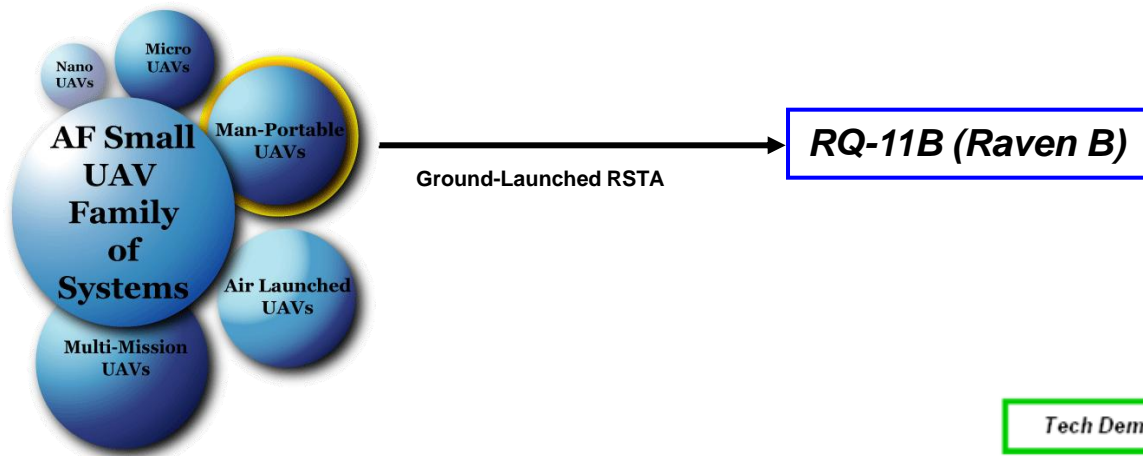 Nano
UAVs
Micro
UAVs
Man-Portable
UAVs
AF Small
UAV
Family
of
Systems
Air Launched
UAVs
Multi-Mission
UAVs
Ground-Launched RSTA
RQ-11B (Raven B)
Tech Dem